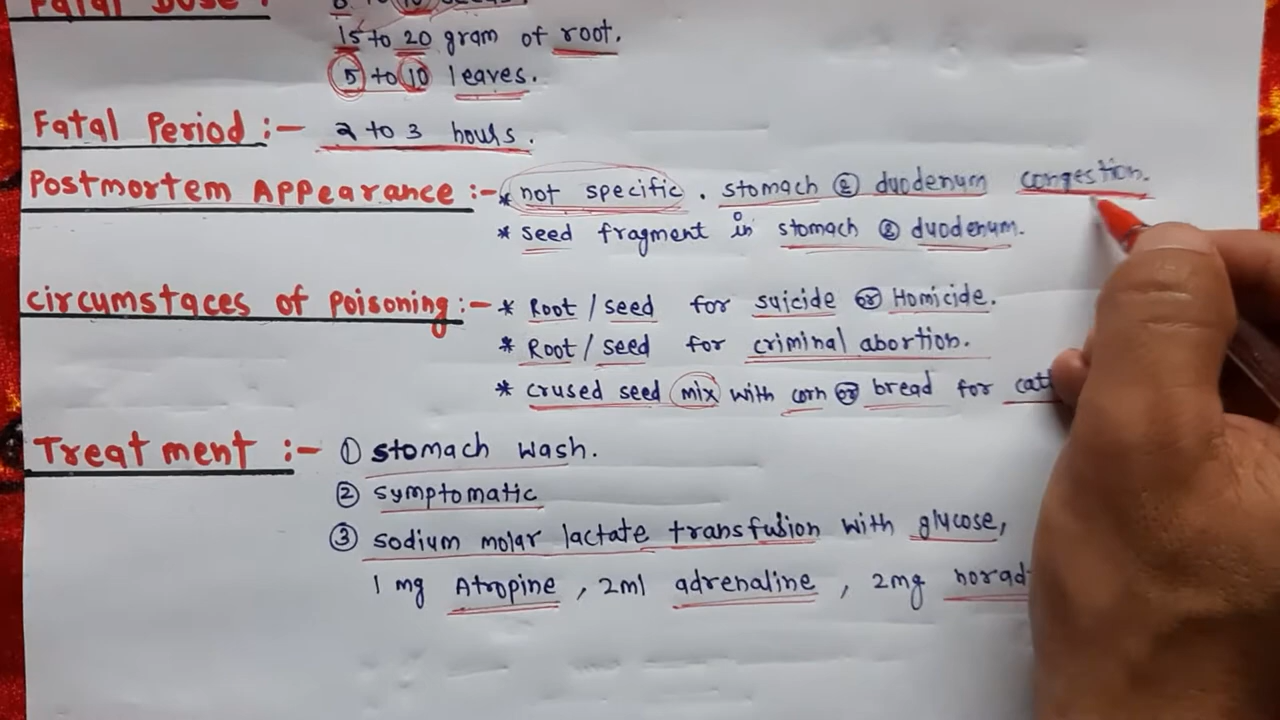 Fatal Dose :
15 to 20 gram of root.
5 to 10 leaves.
Fatal Period :- 2 to 3 hours.
Postmortem Appearance :- * not specific . stomach & duodenum congestion.
* seed fragment in stomach & duodenum.
circumstaces of poisoning :- * Root / seed for suicide or Homicide.
* Root / seed for criminal abortion.
* crused seed mix with corn or bread for
Treatment :- ① stomach wash.
② symptomatic
③ sodium molar lactate transfusion with glucose,
1 mg Atropine , 2ml adrenaline , 2mg